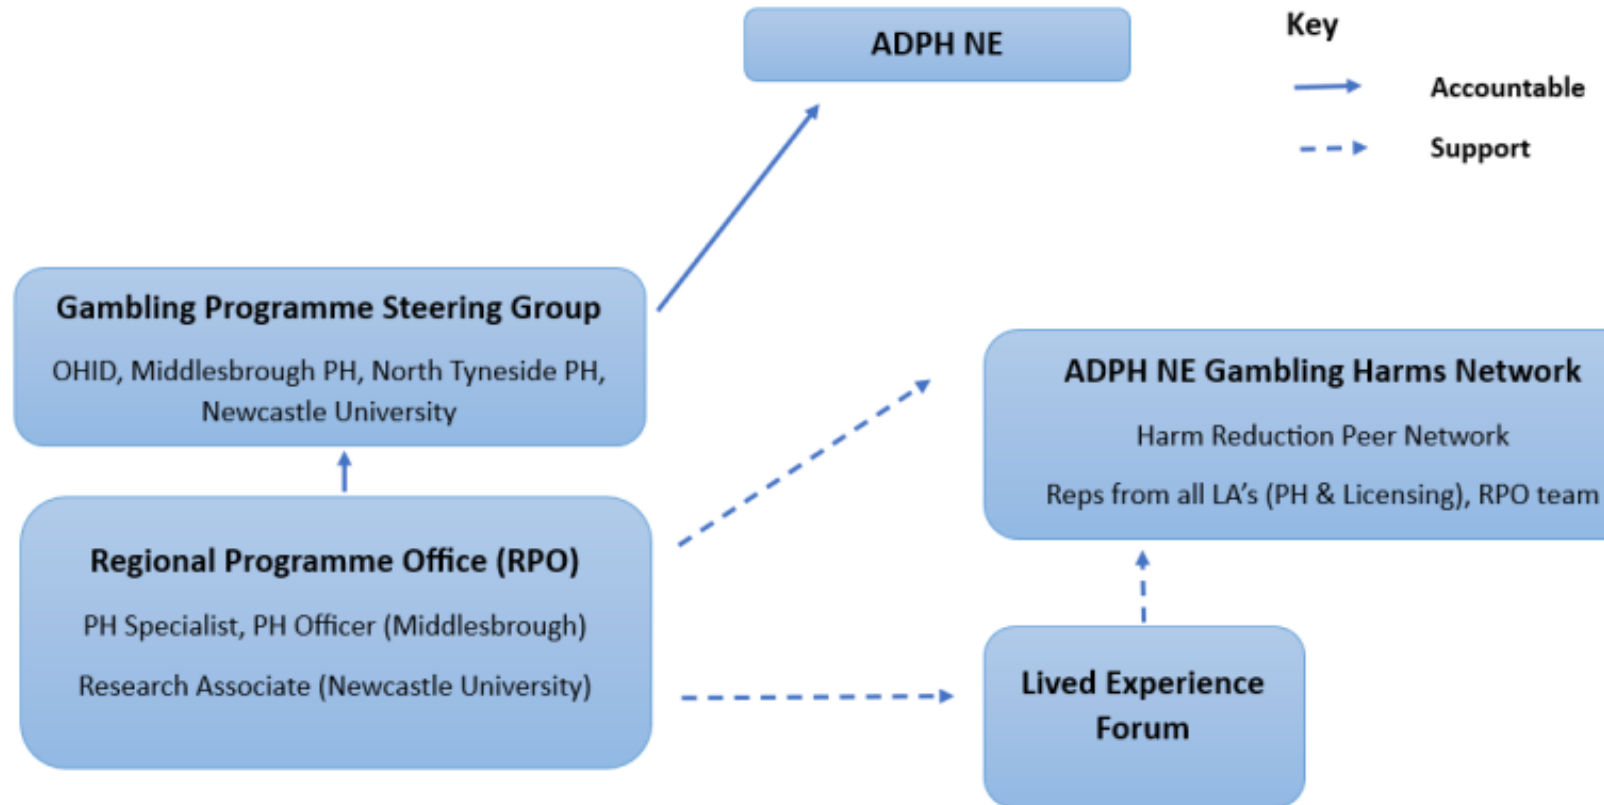 ADPH NE
Key
Accountable
Support
Gambling Programme Steering Group
OHID, Middlesbrough PH, North Tyneside PH,
Newcastle University
ADPH NE Gambling Harms Network
Harm Reduction Peer Network
Reps from all LA’s (PH & Licensing), RPO team
Regional Programme Office (RPO)
PH Specialist, PH Officer (Middlesbrough)
Research Associate (Newcastle University)
Lived Experience
Forum